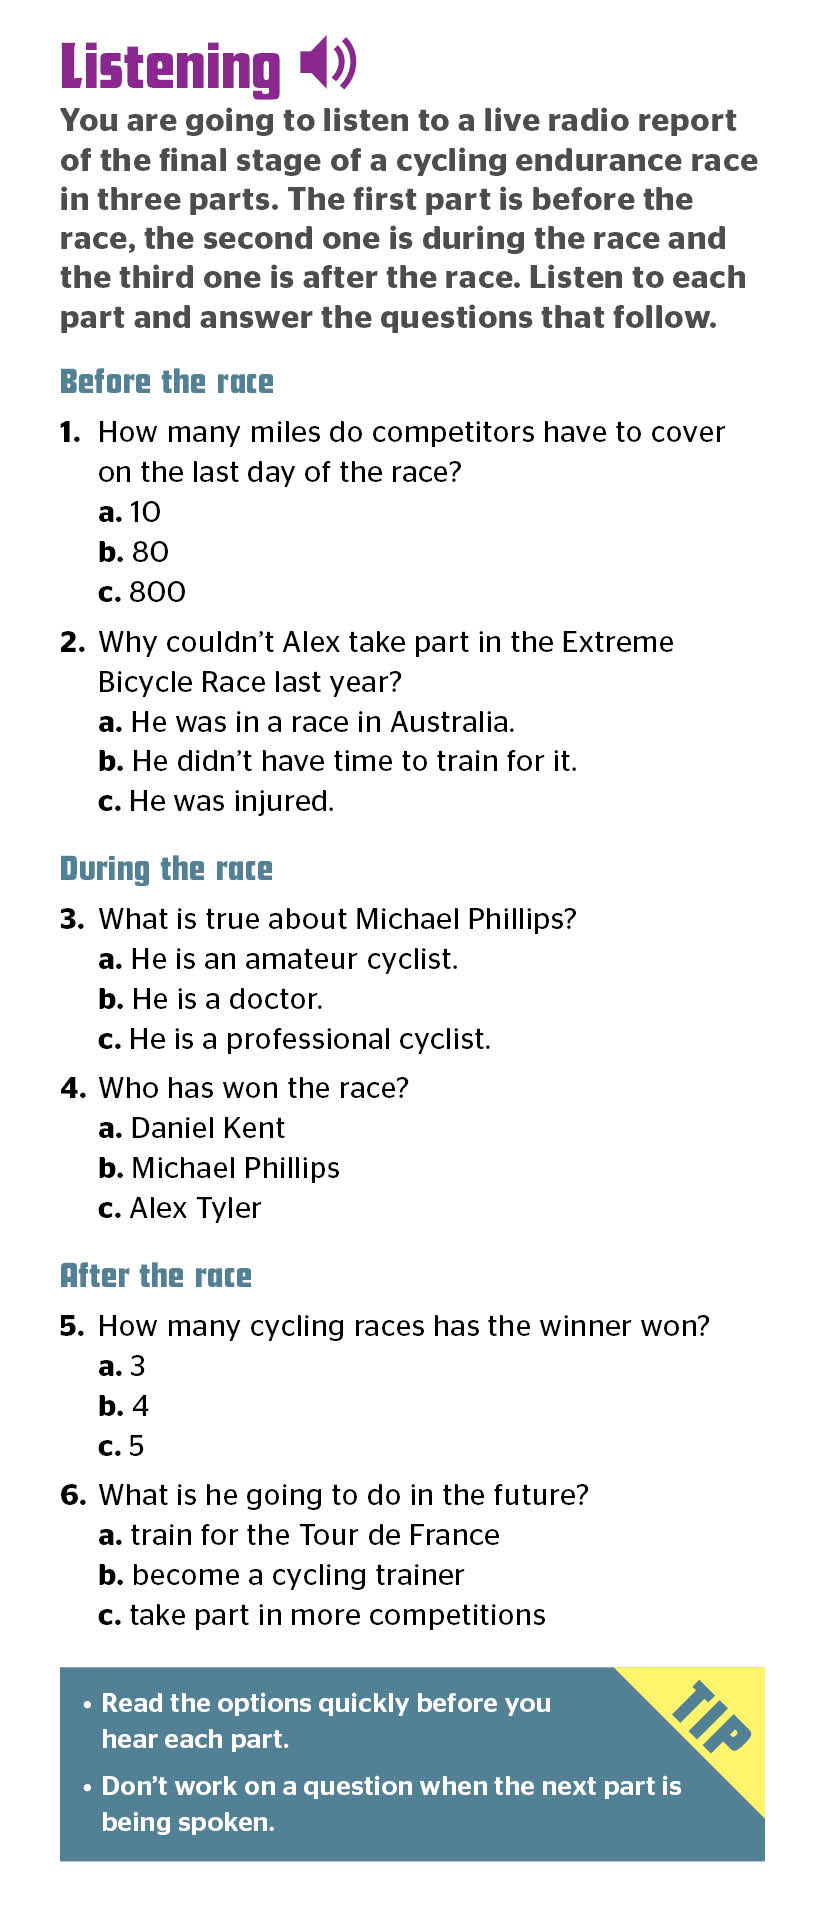 Listening
You are going to listen to a live radio report
of the final stage of a cycling endurance race
in three parts. The first part is before the
race, the second one is during the race and
the third one is after the race. Listen to each
part and answer the questions that follow.
Before the race
1. How many miles do competitors have to cover
on the last day of the race?
a. 10
b. 80
c. 800
2. Why couldn’t Alex take part in the Extreme
Bicycle Race last year?
a. He was in a race in Australia.
b. He didn’t have time to train for it.
c. He was injured.
During the race
3. What is true about Michael Phillips?
a. He is an amateur cyclist.
b. He is a doctor.
c. He is a professional cyclist.
4. Who has won the race?
a. Daniel Kent
b. Michael Phillips
c. Alex Tyler
After the race
5. How many cycling races has the winner won?
a. 3
b. 4
c. 5
6. What is he going to do in the future?
a. train for the Tour de France
b. become a cycling trainer
c. take part in more competitions
TIP
• Read the options quickly before you
hear each part.
• Don’t work on a question when the next part is
being spoken.